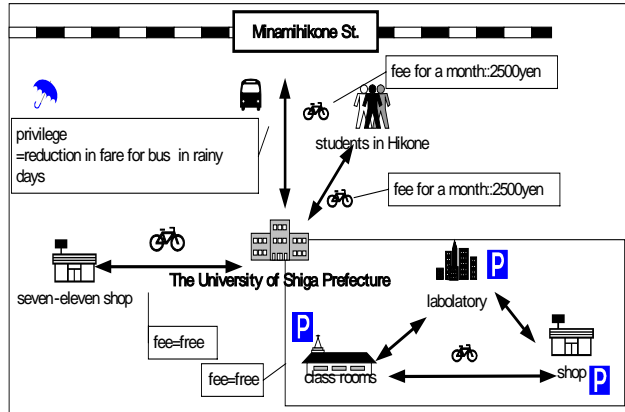 Minamihikone St.
fee for a month::2500yen
privilege
=reduction in fare for bus in rainy
days
students in Hikone
fee for a month::2500yen
The University of Shiga Prefecture
seven-eleven shop
P
labolatory
fee=free
P
fee=free
class rooms
shop
P